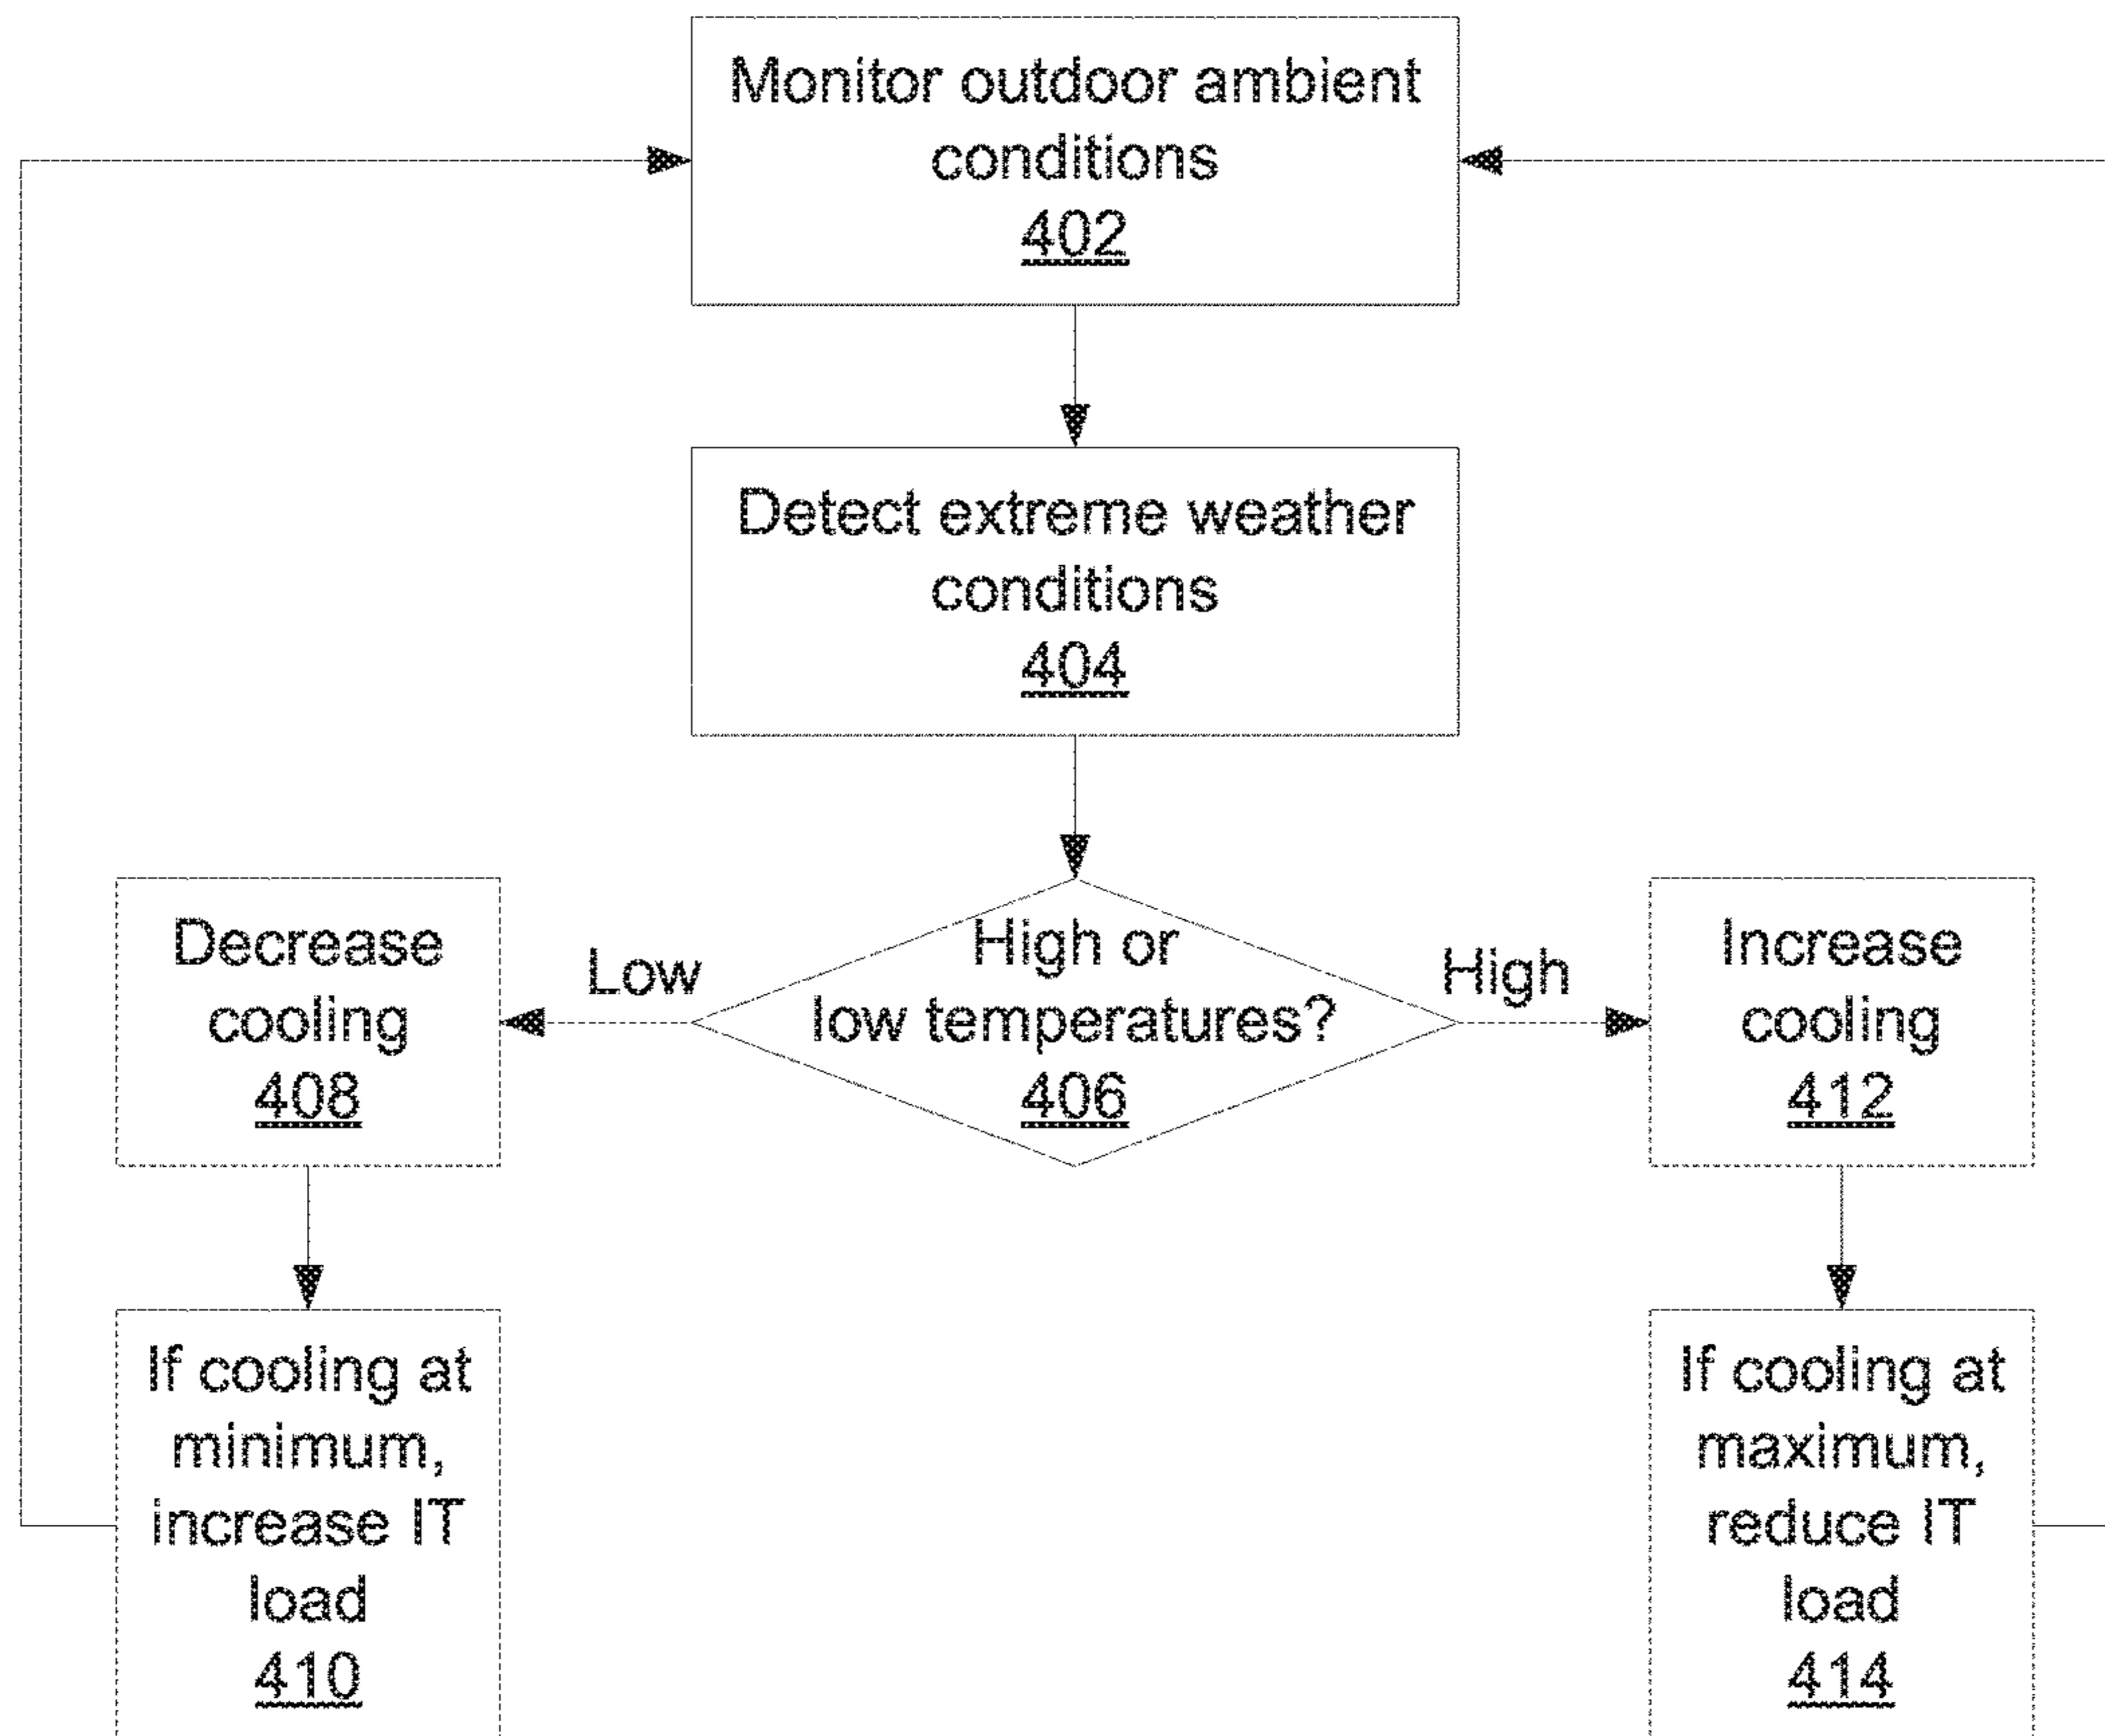 Monitor outdoor ambient
conditions
402
Detect extreme weather
conditions
404
Decrease
cooling
408
Low
High or
low temperatures?
406
High
Increase
cooling
412
If cooling at
minimum,
increase IT
load
410
If cooling at
maximum,
reduce IT
load
414